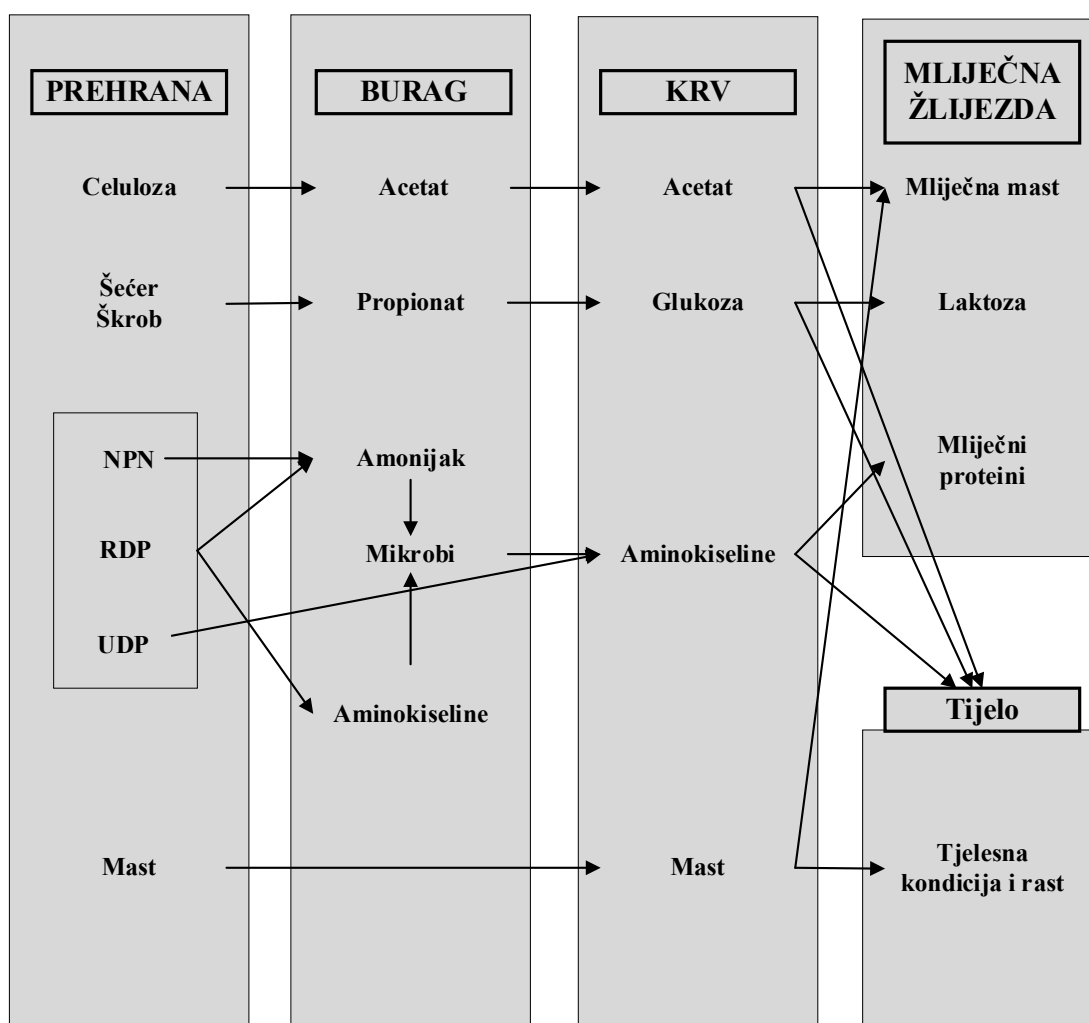 PREHRANA
BURAG
KRV
MLIJEČNA
ŽLIJEZDA
Celuloza
Acetat
Acetat
Mliječna mast
Šećer
Škrob
Propionat
Glukoza
Laktoza
NPN
Amonijak
Mliječni
proteini
RDP
Mikrobi
Aminokiseline
UDP
Aminokiseline
Tijelo
Mast
Mast
Tjelesna
kondicija i rast